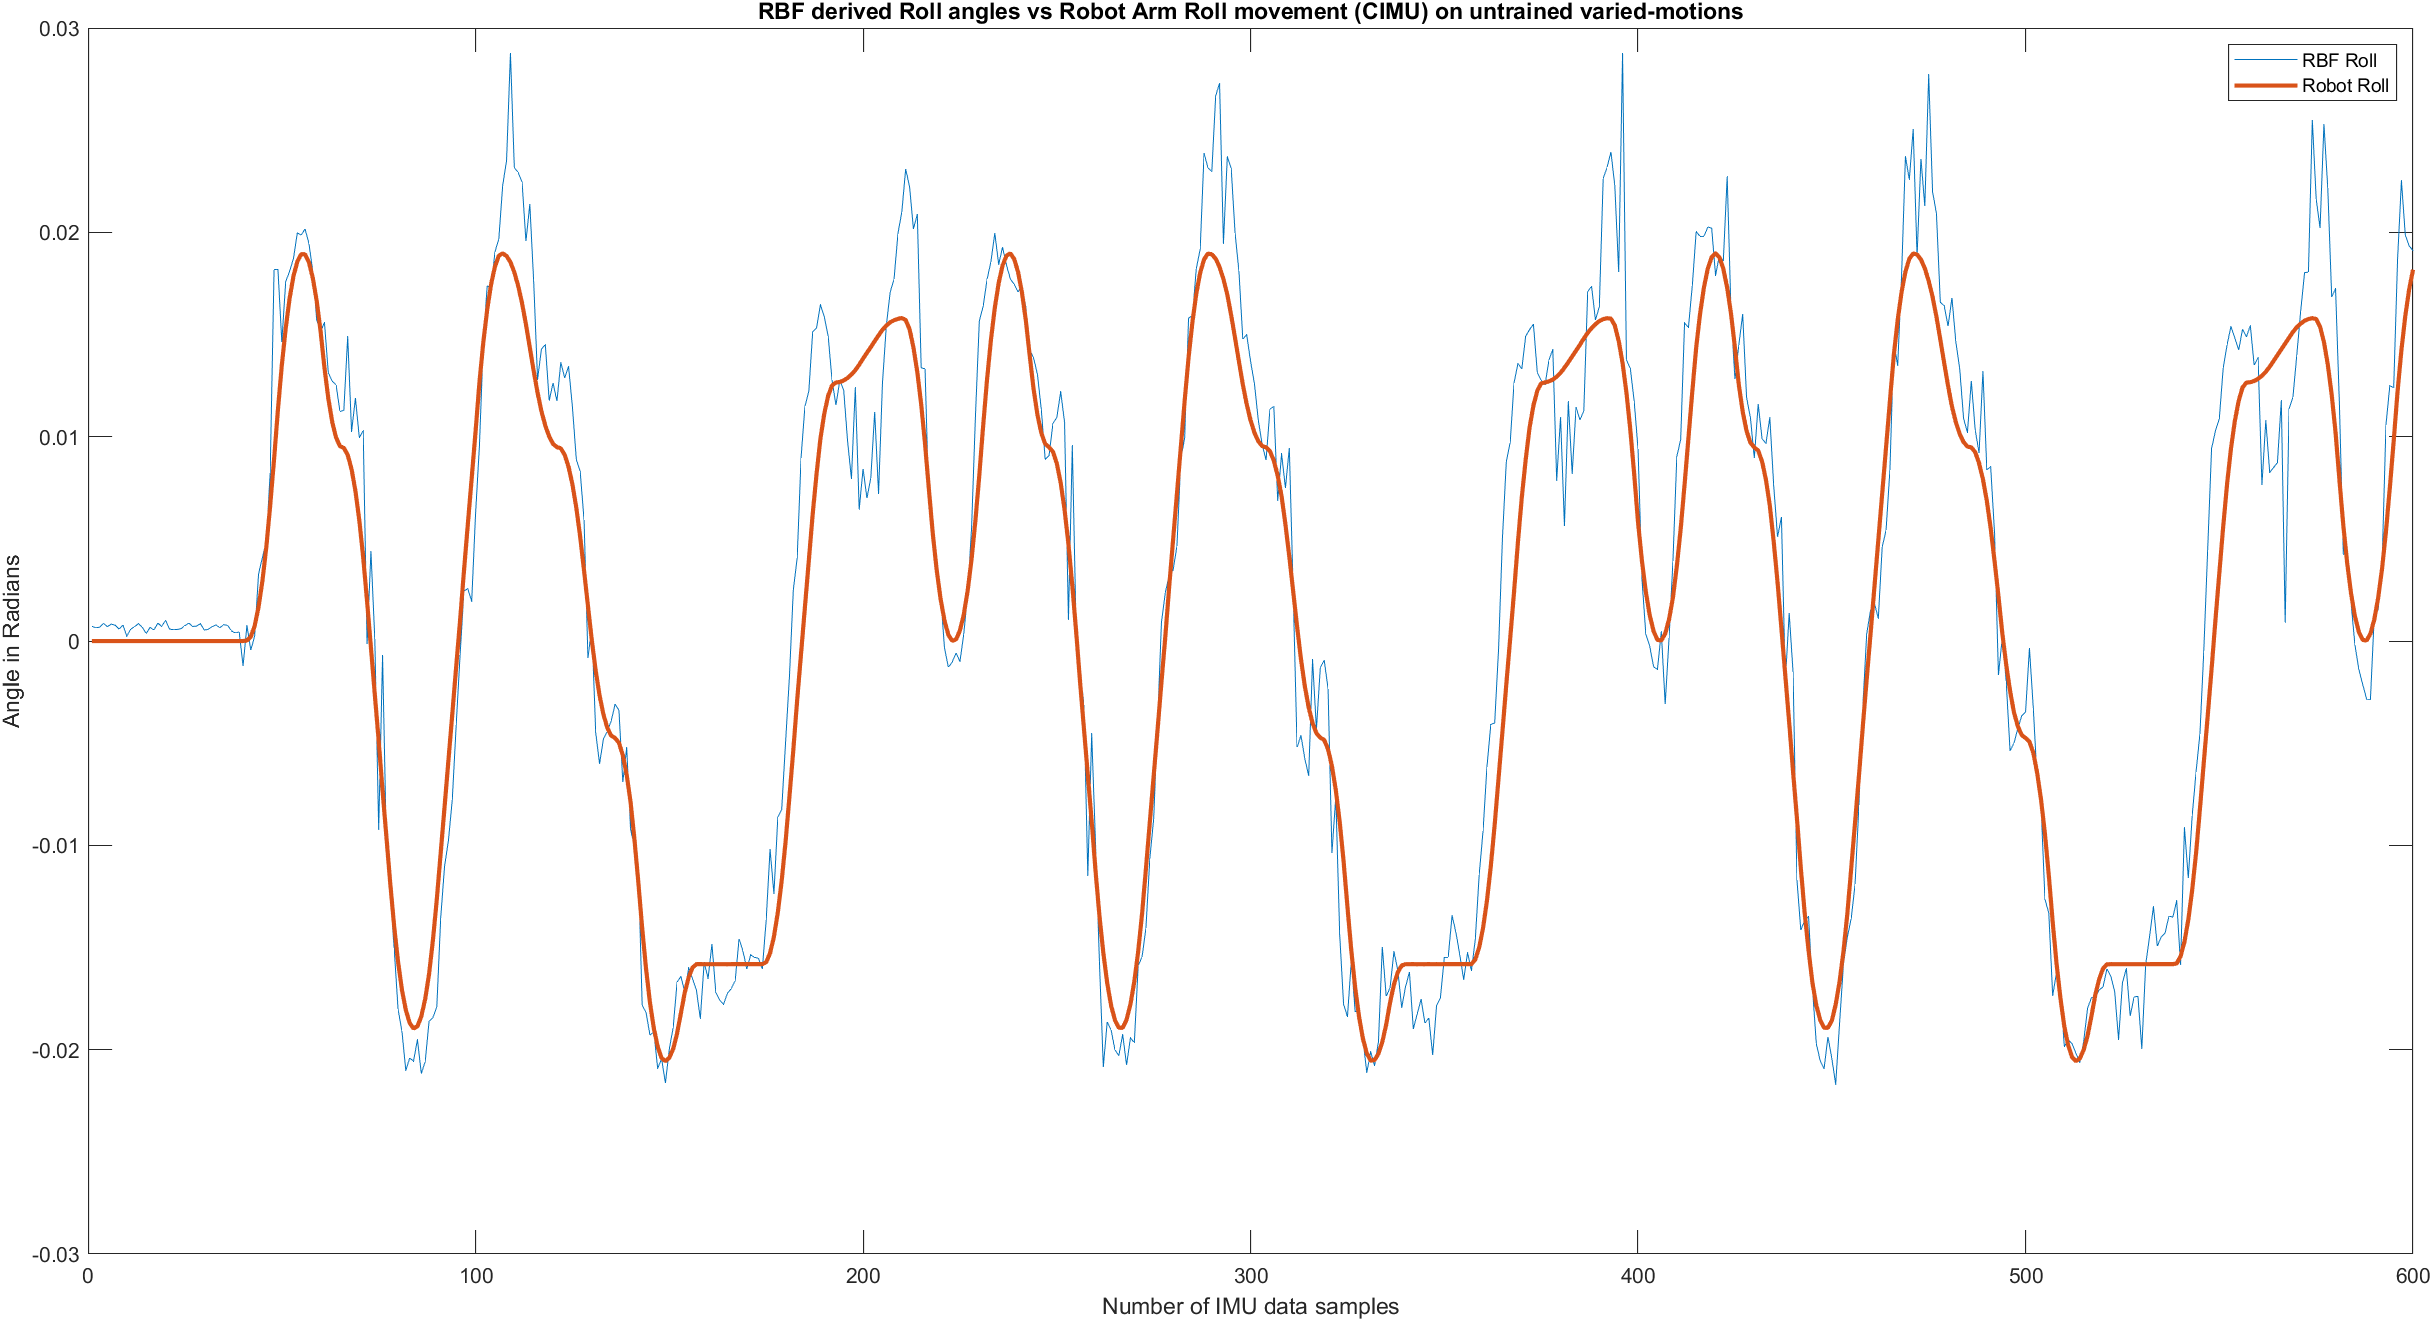 RBF derived Roll angles vs Robot Arm Roll movement (CIMU) on untrained varied-motions
RBF Roll
Robot Roll
0.03
0.02
0.01
0
-0.01
-0.02
-0.03
Angle in Radians
0 100 200 300 400 500 600
Number of IMU data samples